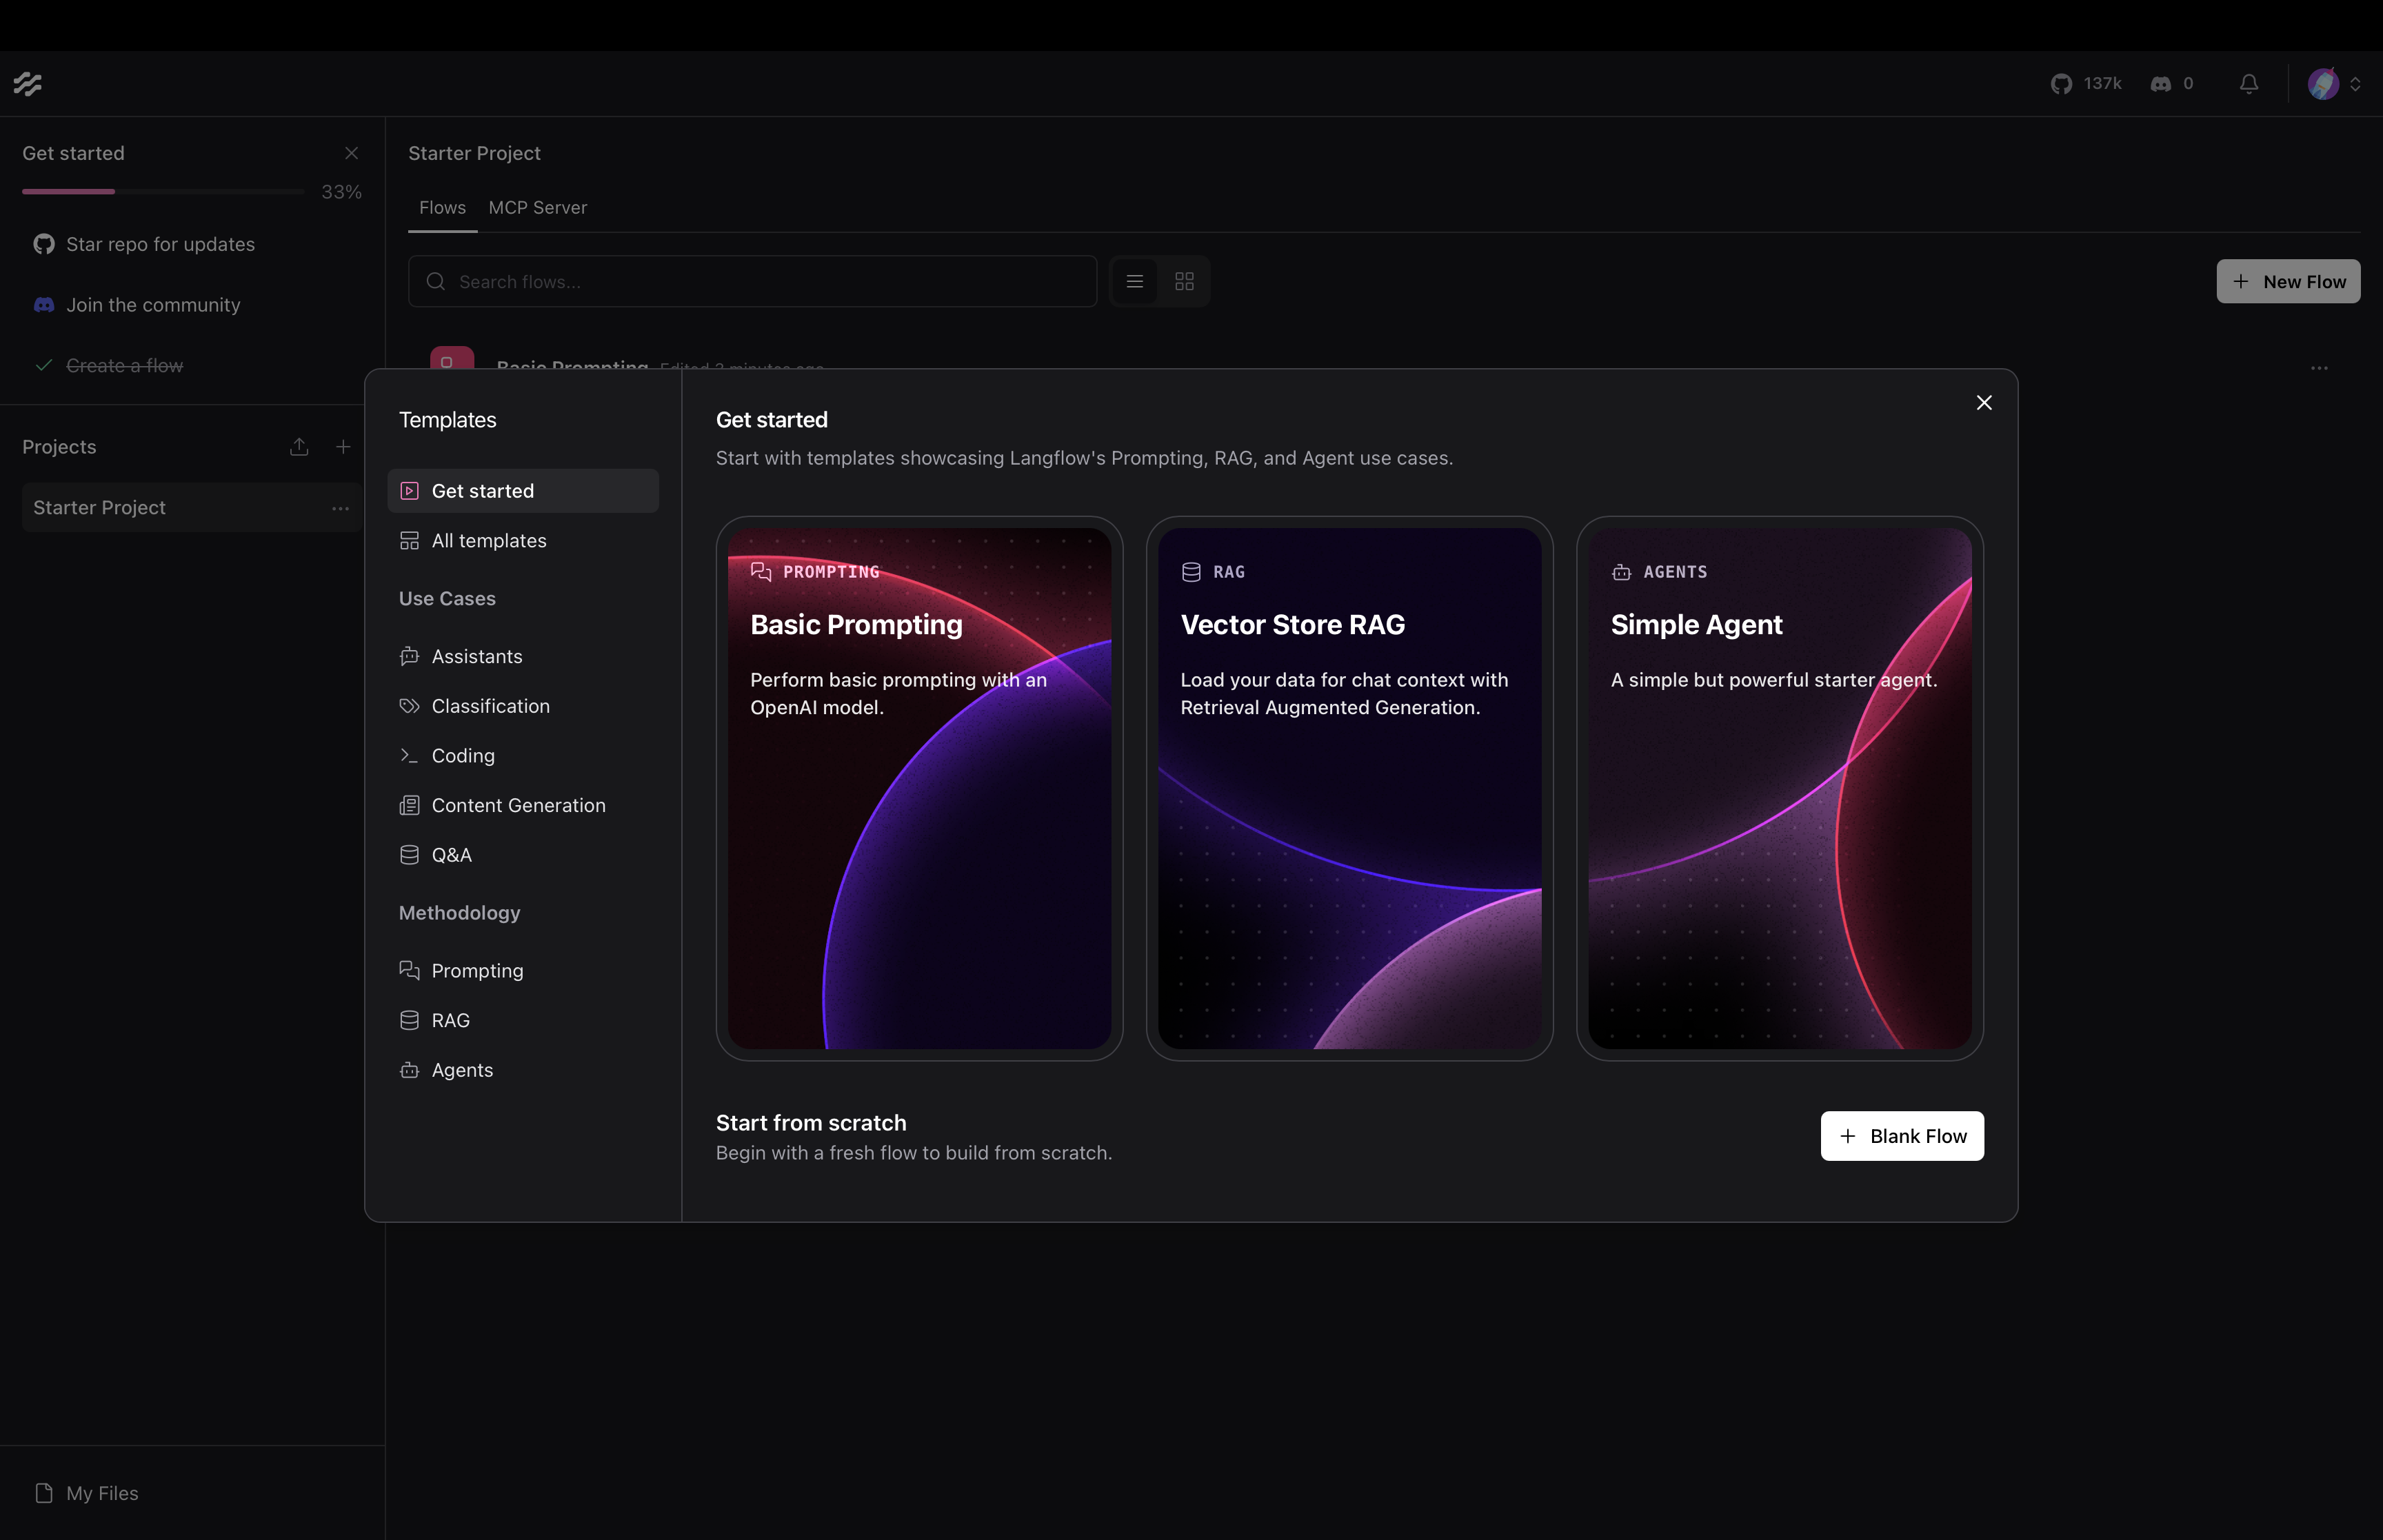 137k
0
Get started
33%
Star repo for updates
Join the community
Create a flow
Projects
Starter Project
My Files
Starter Project
Flows
MCP Server
Search flows...
New Flow
Basic Prompting Edited 3 minutes ago
Templates
Get started
All templates
Use Cases
Assistants
Classification
Coding
Content Generation
Q&A
Methodology
Prompting
RAG
Agents
Get started
Start with templates showcasing Langflow's Prompting, RAG, and Agent use cases.
PROMPTING
Basic Prompting
Perform basic prompting with an
OpenAI model.
RAG
Vector Store RAG
Load your data for chat context with
Retrieval Augmented Generation.
AGENTS
Simple Agent
A simple but powerful starter agent.
Start from scratch
Begin with a fresh flow to build from scratch.
Blank Flow